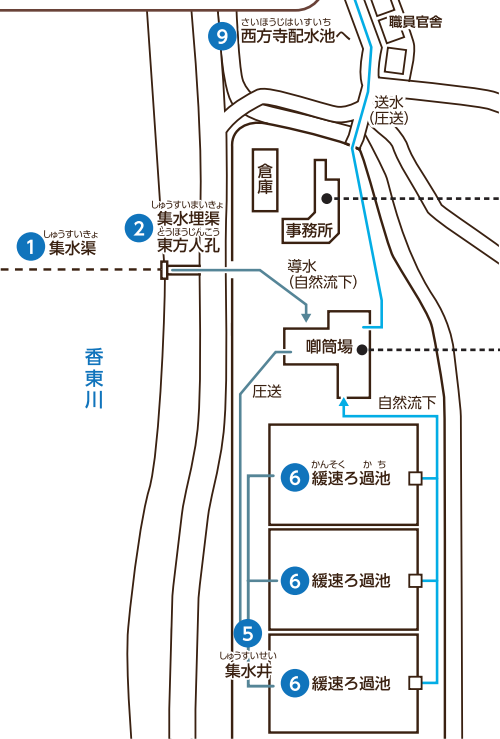 さいほうじはいすいち
9 西方寺配水池へ
職員官舎
送水
(圧送)
倉庫
事務所
しゅうすいまいきょ
2 集水埋渠
とうほうじんこう
東方人孔
しゅうすいきょ
1 集水渠
導水
(自然流下)
喞筒場
香東川
圧送
自然流下
かんそく かち
6 緩速ろ過池
6 緩速ろ過池
5
しゅうすいせい
集水井
6 緩速ろ過池